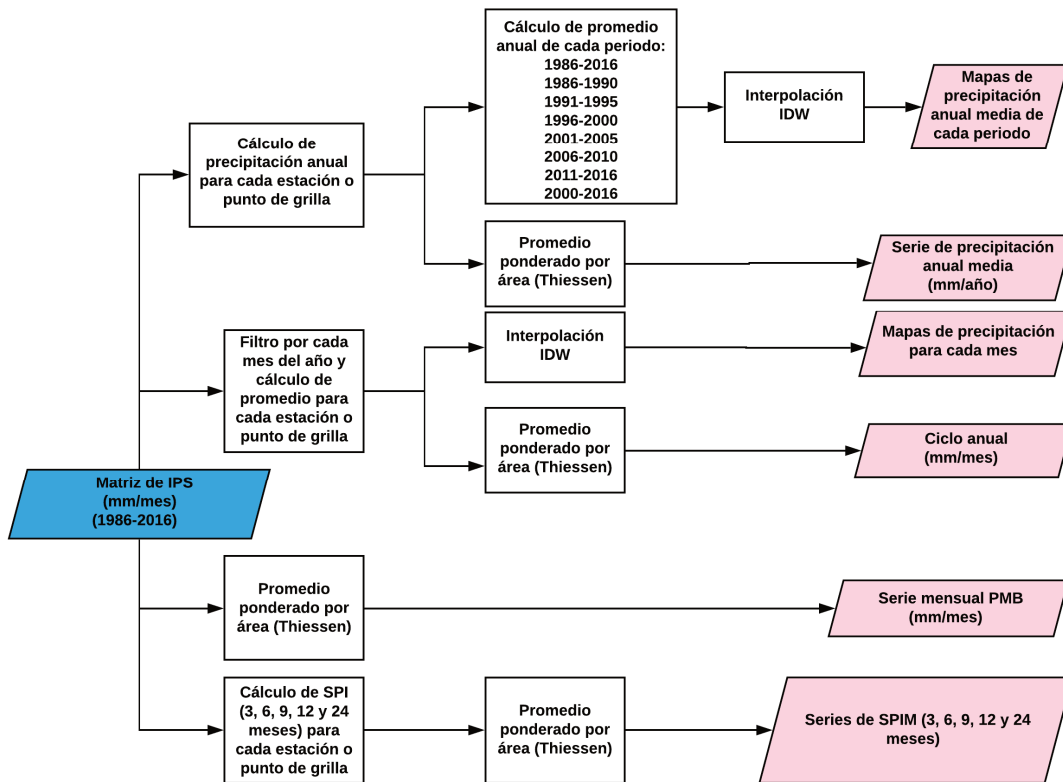 Cálculo de promedio
anual de cada periodo:
1986-2016
1986-1990
1991-1995
1996-2000
2001-2005
2006-2010
2011-2016
2000-2016
Interpolación
IDW
Mapas de
precipitación
anual media de
cada periodo
Cálculo de
precipitación anual
para cada estación o
punto de grilla
Promedio
ponderado por
área (Thiessen)
Serie de precipitación
anual media
(mm/año)
Filtro por cada
mes del año y
cálculo de
promedio para
cada estación o
punto de grilla
Interpolación
IDW
Mapas de precipitación
para cada mes
Promedio
ponderado por
área (Thiessen)
Ciclo anual
(mm/mes)
Matriz de IPS
(mm/mes)
(1986-2016)
Promedio
ponderado por
área (Thiessen)
Serie mensual PMB
(mm/mes)
Cálculo de SPI
(3, 6, 9, 12 y 24
meses) para
cada estación o
punto de grilla
Promedio
ponderado por
área (Thiessen)
Series de SPIM (3, 6, 9, 12 y 24
meses)